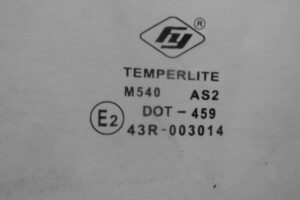 FY
TEMPERLITE
M540 AS2
DOT-459
E2
43R-003014